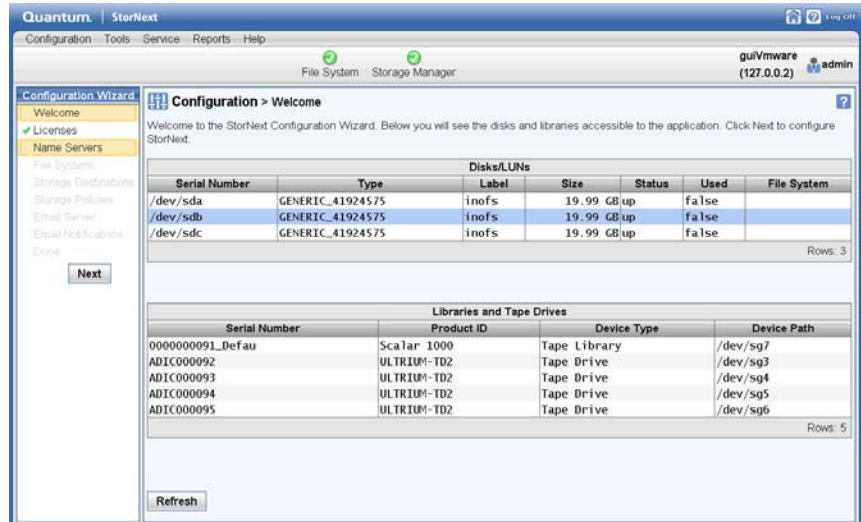 Quantum. StorNext
Log Off
Configuration Tools Service Reports Help
File System Storage Manager
guiVmware
(127.0.0.2)
admin
Configuration Wizard
Welcome
Licenses
Name Servers
File Systems
Storage Destinations
Storage Policies
Email Server
Email Notifications
Done
Next
Configuration > Welcome
?
Welcome to the StorNext Configuration Wizard. Below you will see the disks and libraries accessible to the application. Click Next to configure
StorNext.
Disks/LUNs
Serial Number Type Label Size Status Used File System
/dev/sda GENERIC_41924575 inofs 19.99 GB up false
/dev/sdb GENERIC_41924575 inofs 19.99 GB up false
/dev/sdc GENERIC_41924575 inofs 19.99 GB up false
Rows: 3
Libraries and Tape Drives
Serial Number Product ID Device Type Device Path
0000000091_Defau Scalar 1000 Tape Library /dev/sg7
ADIC000092 ULTRIUM-TD2 Tape Drive /dev/sg3
ADIC000093 ULTRIUM-TD2 Tape Drive /dev/sg4
ADIC000094 ULTRIUM-TD2 Tape Drive /dev/sg5
ADIC000095 ULTRIUM-TD2 Tape Drive /dev/sg6
Rows: 5
Refresh